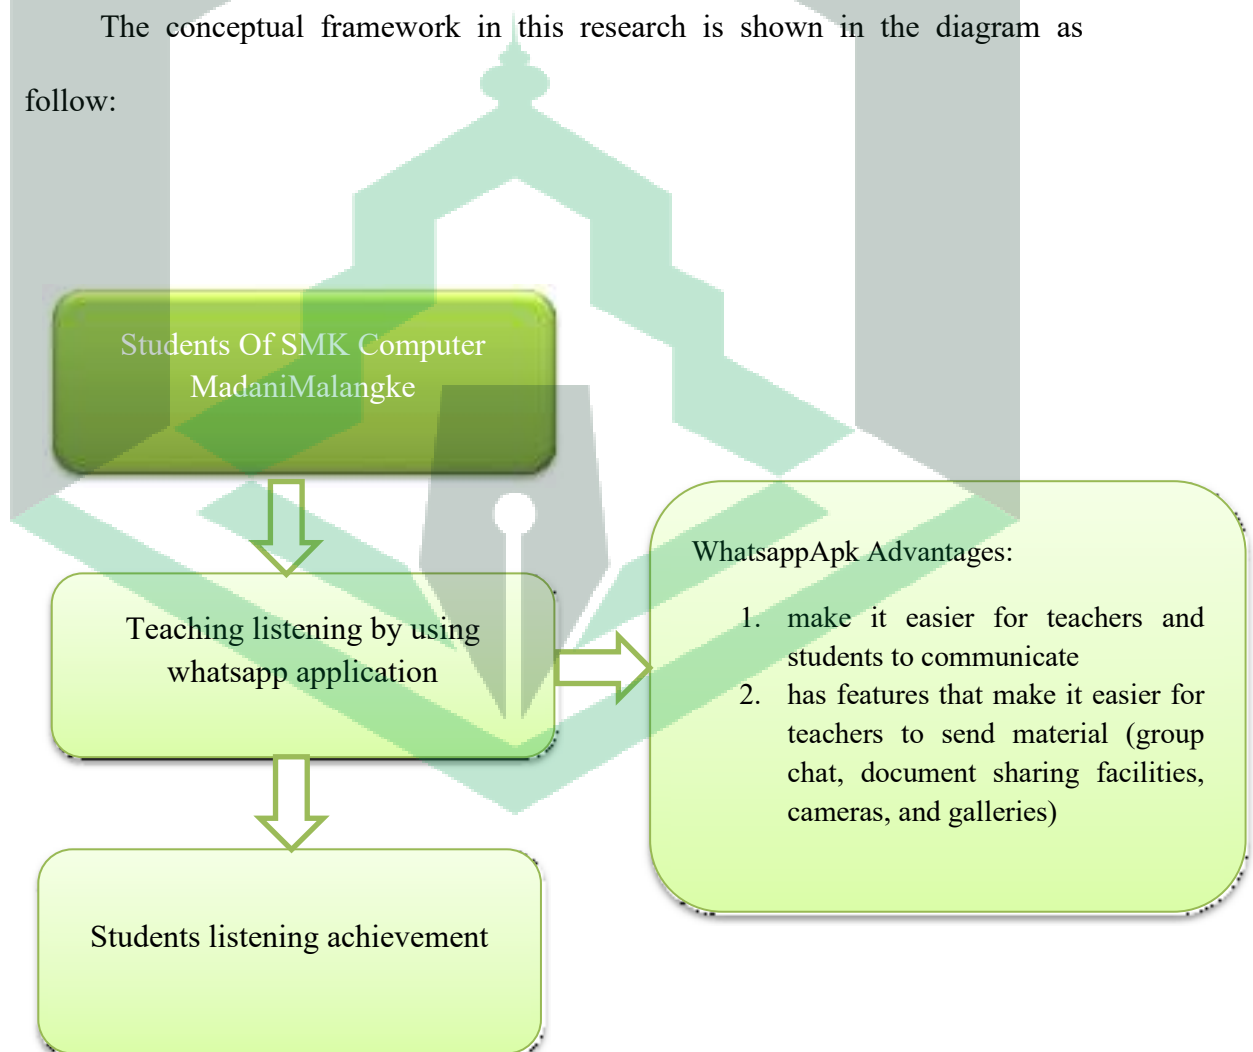 The conceptual framework in this research is shown in the diagram as
follow:
Students Of SMK Computer
MadaniMalangke
Teaching listening by using
whatsapp application
WhatsappApk Advantages:
1. make it easier for teachers and
students to communicate
2. has features that make it easier for
teachers to send material (group
chat, document sharing facilities,
cameras, and galleries)
Students listening achievement